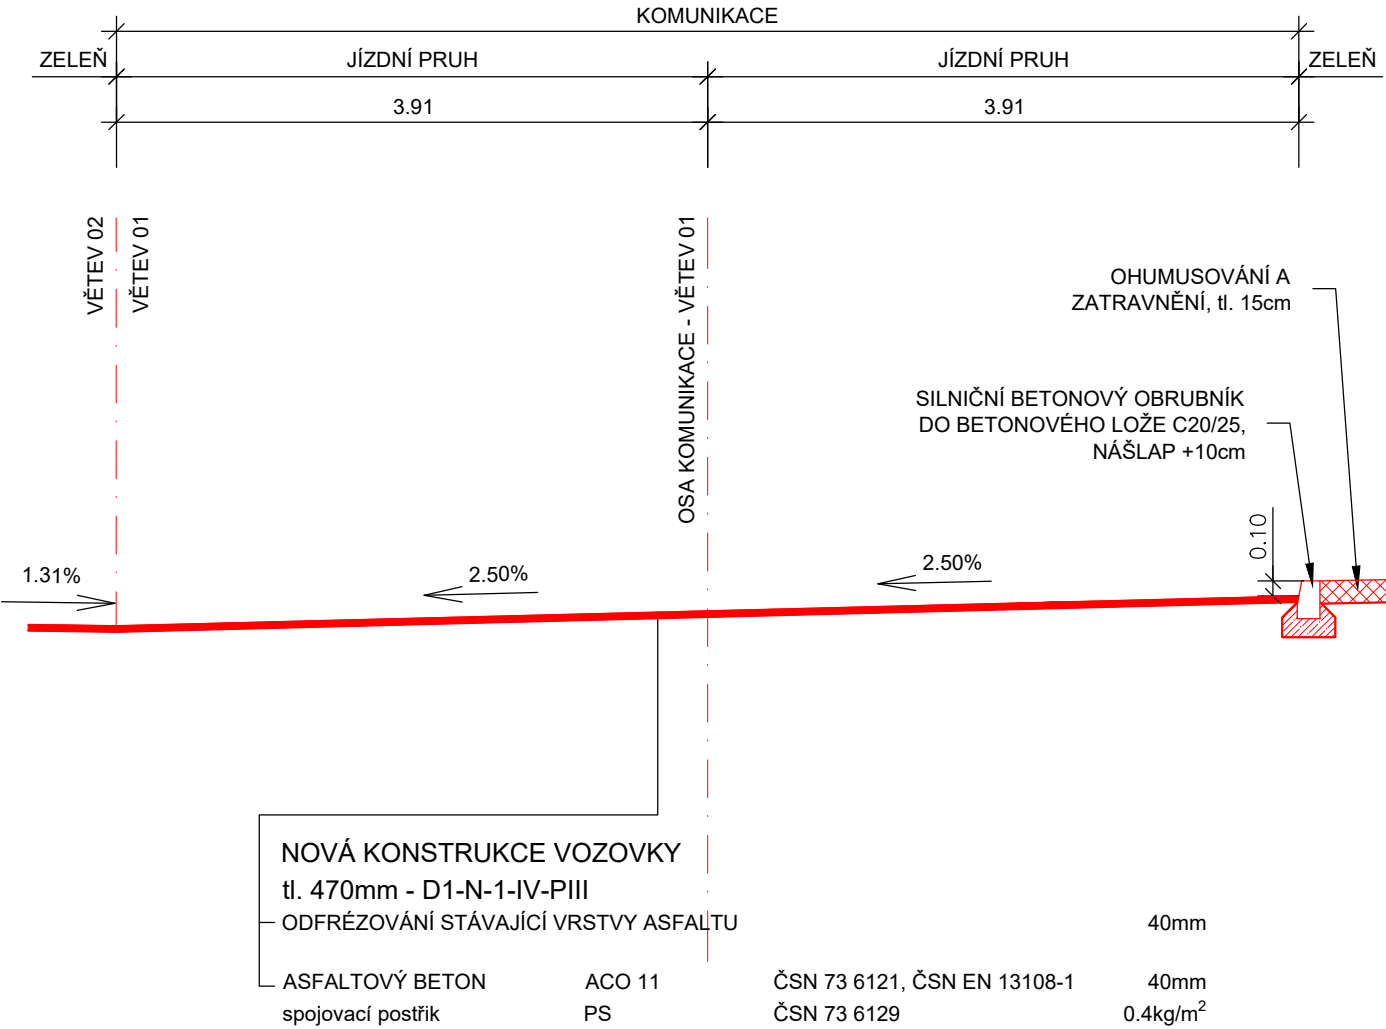 KOMUNIKACE
ZELEŇ JÍZDNÍ PRUH JÍZDNÍ PRUH ZELEŇ
3.91 3.91
VĚTEV 02
VĚTEV 01
OSA KOMUNIKACE - VĚTEV 01
OHUMUSOVÁNÍ A
ZATRAVNĚNÍ, tl. 15cm
SILNIČNÍ BETONOVÝ OBRUBNÍK
DO BETONOVÉHO LOŽE C20/25,
NÁŠLAP +10cm
0.10
1.31% 2.50% 2.50%
NOVÁ KONSTRUKCE VOZOVKY
tl. 470mm - D1-N-1-IV-PIII
ODFRÉZOVÁNÍ STÁVAJÍCÍ VRSTVY ASFALTU 40mm
ASFALTOVÝ BETON ACO 11 ČSN 73 6121, ČSN EN 13108-1 40mm
spojovací postřik PS ČSN 73 6129 0.4kg/m²